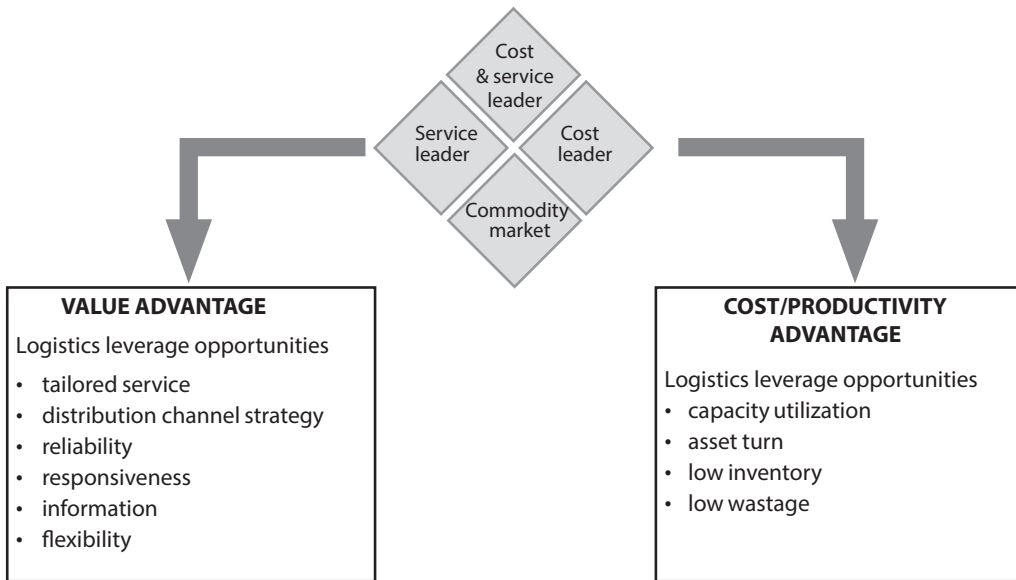 Cost
& service
leader
Service
leader
Cost
leader
Commodity
market
VALUE ADVANTAGE
Logistics leverage opportunities
• tailored service
• distribution channel strategy
• reliability
• responsiveness
• information
• flexibility
COST/PRODUCTIVITY
ADVANTAGE
Logistics leverage opportunities
• capacity utilization
• asset turn
• low inventory
• low wastage